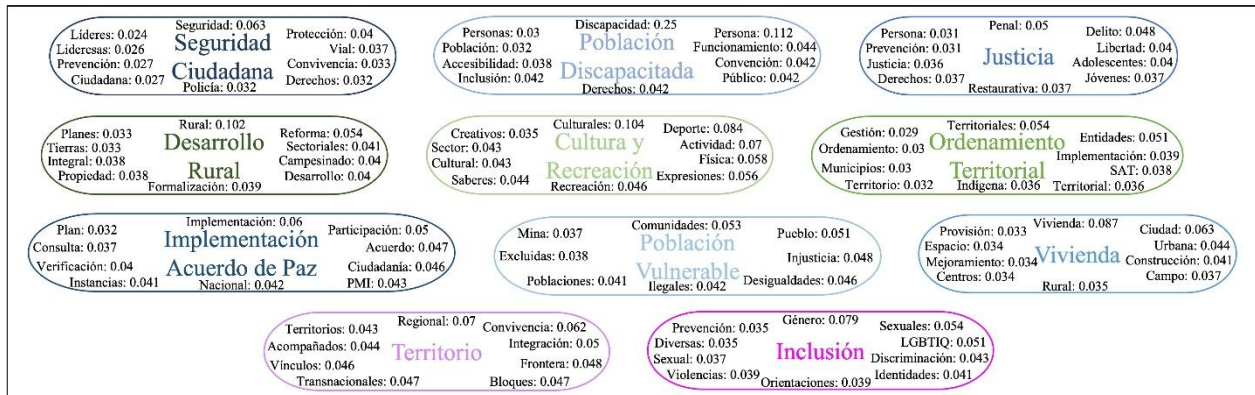 Seguridad: 0.063
Líderes: 0.024
Lideresas: 0.026
Prevención: 0.027
Ciudadana: 0.027
Seguridad
Ciudadana
Protección: 0.04
Vial: 0.037
Convivencia: 0.033
Derechos: 0.032
Policía: 0.032
Discapacidad: 0.25
Personas: 0.03
Población: 0.032
Accesibilidad: 0.038
Inclusión: 0.042
Población
Discapacitada
Persona: 0.112
Funcionamiento: 0.044
Convención: 0.042
Público: 0.042
Derechos: 0.042
Penal: 0.05
Persona: 0.031
Prevención: 0.031
Justicia: 0.036
Derechos: 0.037
Justicia
Delito: 0.048
Libertad: 0.04
Adolescentes: 0.04
Jóvenes: 0.037
Restaurativa: 0.037
Rural: 0.102
Planes: 0.033
Tierras: 0.033
Integral: 0.038
Propiedad: 0.038
Desarrollo
Rural
Reforma: 0.054
Sectoriales: 0.041
Campesinado: 0.04
Desarrollo: 0.04
Formalización: 0.039
Culturales: 0.104
Creativos: 0.035
Sector: 0.043
Cultural: 0.043
Saberes: 0.044
Cultura y
Recreación
Deporte: 0.084
Actividad: 0.07
Física: 0.058
Expresiones: 0.056
Recreación: 0.046
Territoriales: 0.054
Gestión: 0.029
Ordenamiento: 0.03
Municipios: 0.03
Territorio: 0.032
Ordenamiento
Territorial
Entidades: 0.051
Implementación: 0.039
SAT: 0.038
Territorial: 0.036
Indígena: 0.036
Implementación: 0.06
Plan: 0.032
Consulta: 0.037
Verificación: 0.04
Instancias: 0.041
Implementación
Acuerdo de Paz
Participación: 0.05
Acuerdo: 0.047
Ciudadanía: 0.046
PMI: 0.043
Nacional: 0.042
Comunidades: 0.053
Mina: 0.037
Excluidas: 0.038
Poblaciones: 0.041
Población
Vulnerable
Pueblo: 0.051
Injusticia: 0.048
Desigualdades: 0.046
Ilegales: 0.042
Vivienda: 0.087
Provisión: 0.033
Espacio: 0.034
Mejoramiento: 0.034
Centros: 0.034
Vivienda
Ciudad: 0.063
Urbana: 0.044
Construcción: 0.041
Campo: 0.037
Rural: 0.035
Regional: 0.07
Territorios: 0.043
Acompañados: 0.044
Vínculos: 0.046
Transnacionales: 0.047
Territorio
Convivencia: 0.062
Integración: 0.05
Frontera: 0.048
Bloques: 0.047
Género: 0.079
Prevención: 0.035
Diversas: 0.035
Sexual: 0.037
Violencias: 0.039
Inclusión
Sexuales: 0.054
LGBTIQ: 0.051
Discriminación: 0.043
Identidades: 0.041
Orientaciones: 0.039